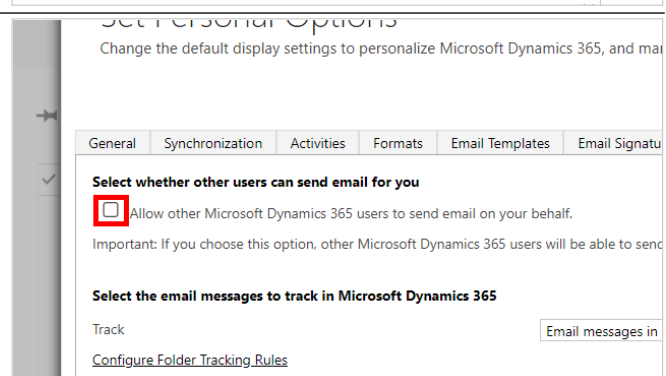 Set Personal Options
Change the default display settings to personalize Microsoft Dynamics 365, and
General Synchronization Activities Formats Email Templates Email
Select whether other users can send email for you
Allow other Microsoft Dynamics 365 users to send email on your behalf.
Important: If you choose this option, other Microsoft Dynamics 365 users will be able to
Select the email messages to track in Microsoft Dynamics 365
Track Email messages in
Configure Folder Tracking Rules